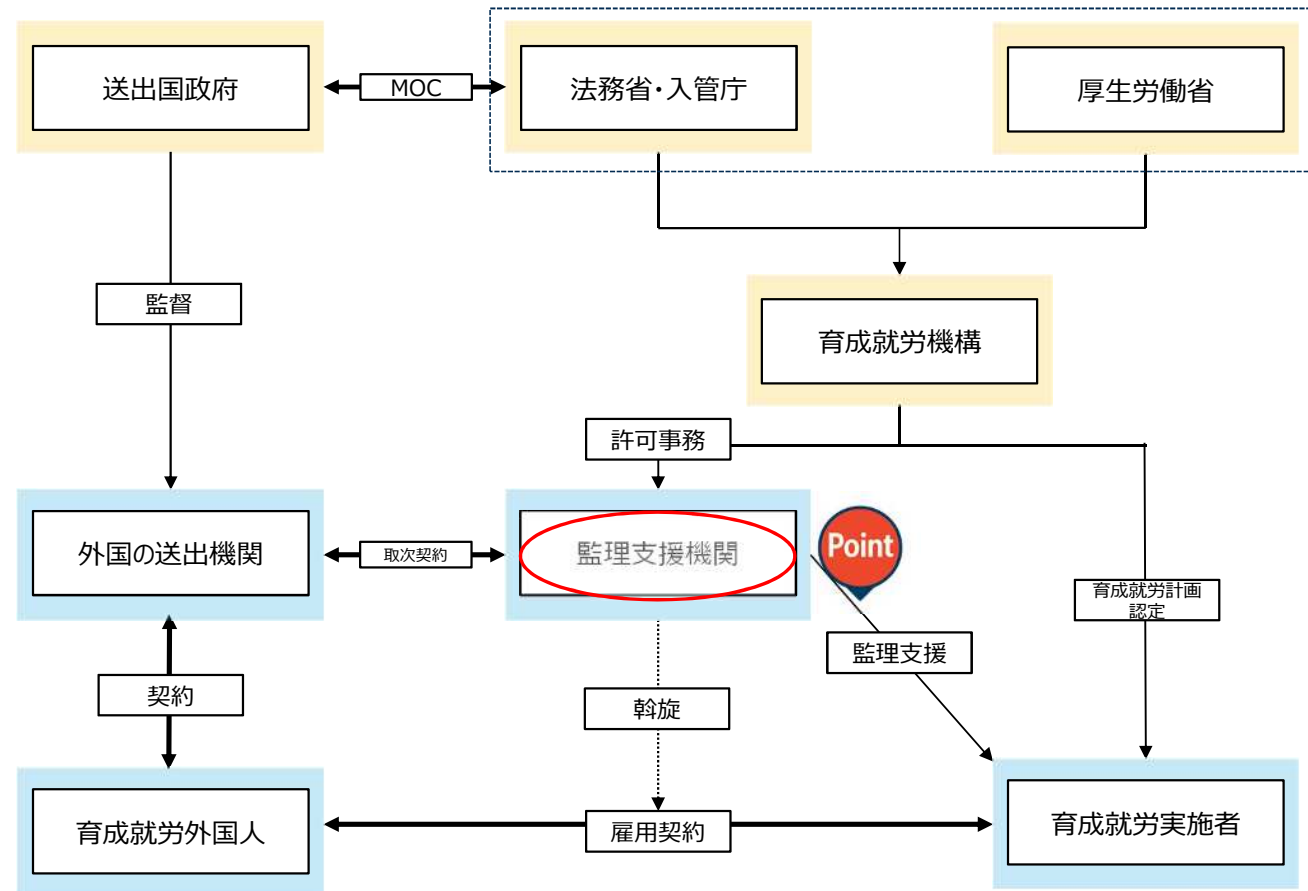 送出国政府
MOC
法務省・入管庁
厚生労働省
監督
育成就労機構
許可事務
外国の送出機関
取次契約
監理支援機関
Point
育成就労計画
認定
監理支援
契約
斡旋
育成就労外国人
雇用契約
育成就労実施者